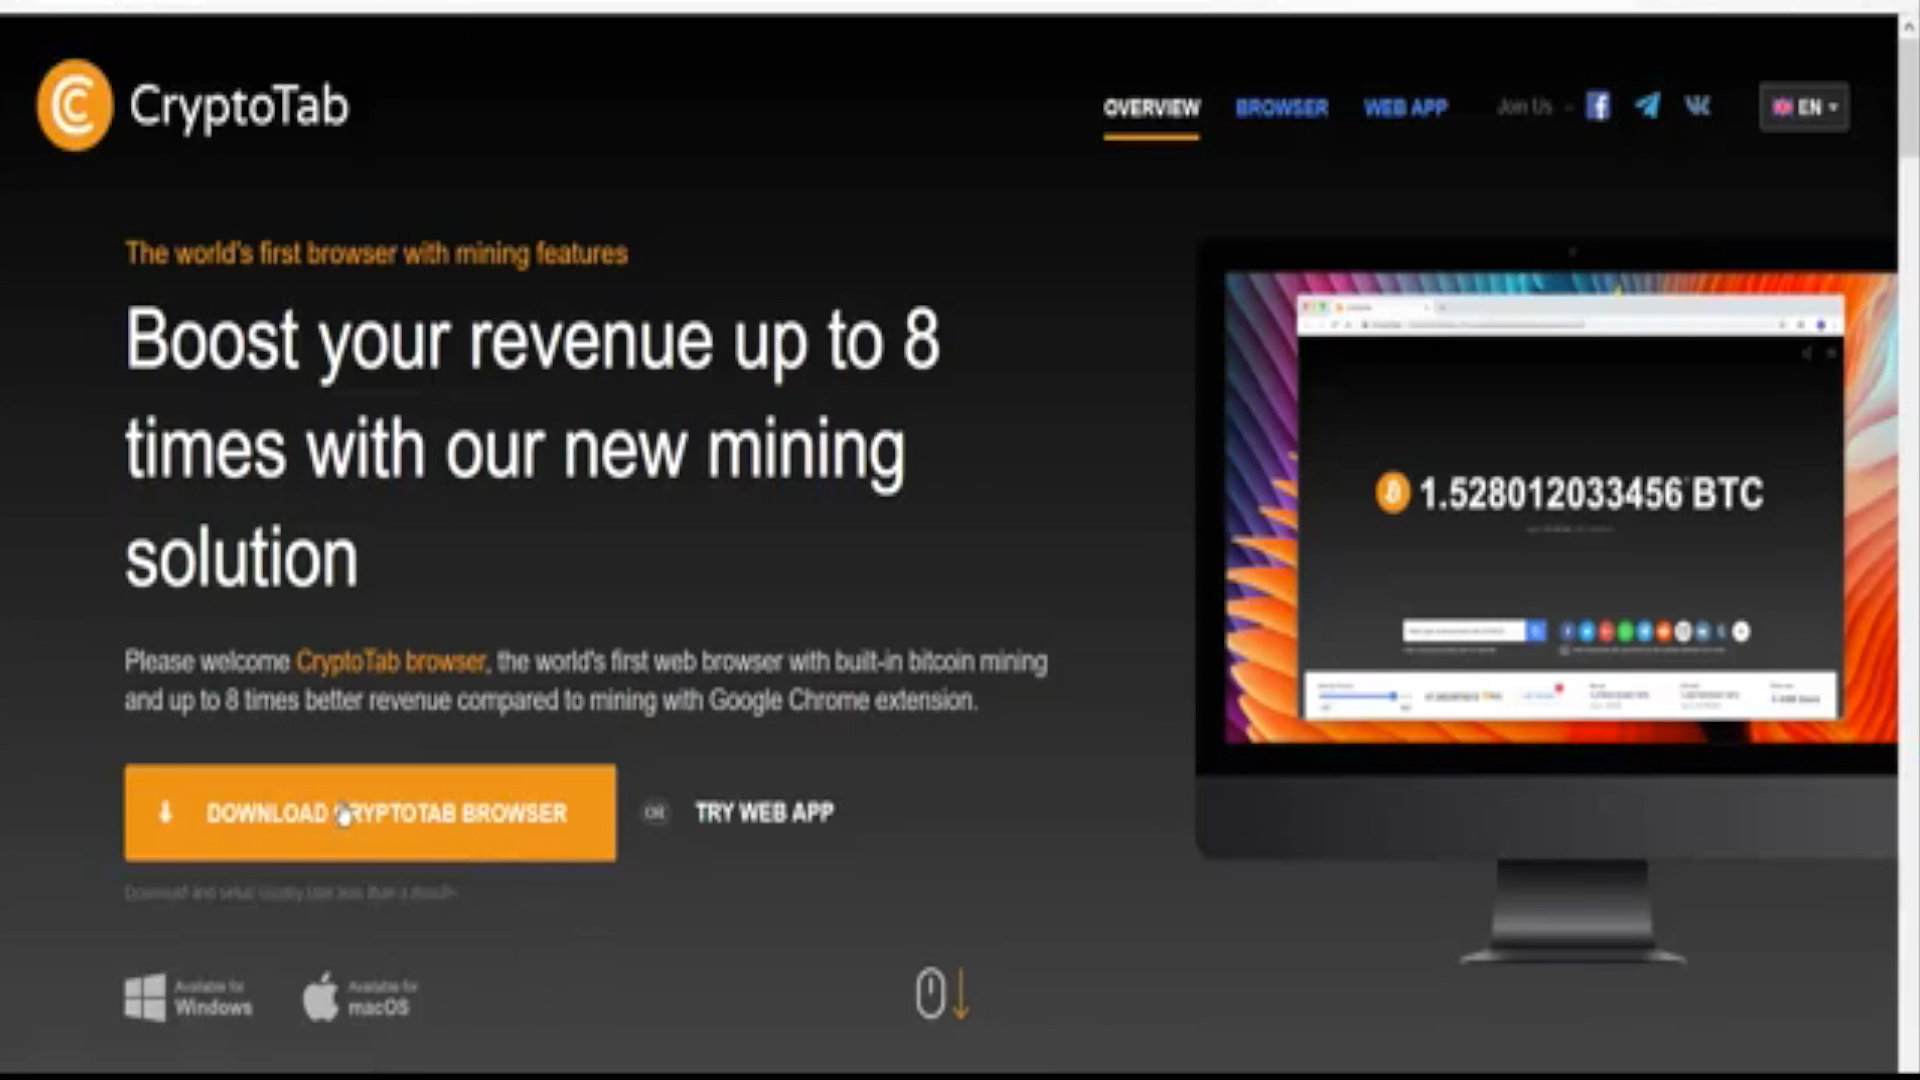 CryptoTab
OVERVIEW BROWSER WEB APP Join Us EN
The world's first browser with mining features
Boost your revenue up to 8
times with our new mining
solution
1.528012033456 BTC
Please welcome CryptoTab browser, the world's first web browser with built-in bitcoin mining
and up to 8 times better revenue compared to mining with Google Chrome extension.
DOWNLOAD CRYPTOTAB BROWSER OR TRY WEB APP
Available for
Windows
Available for
macOS